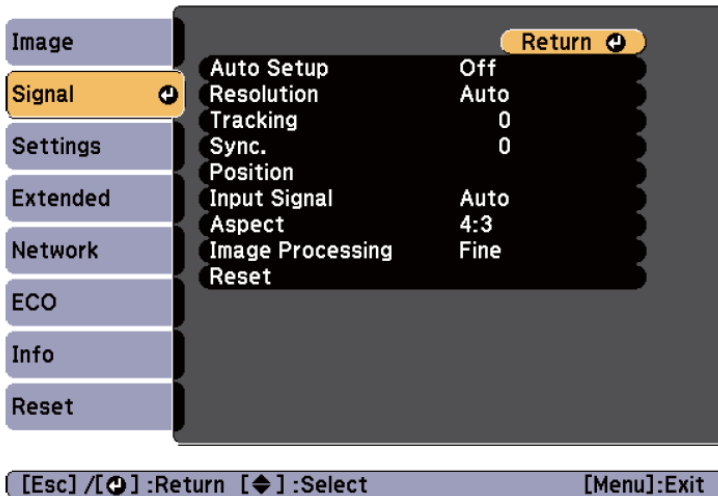 Image
Signal
Settings
Extended
Network
ECO
Info
Reset
Return
Auto Setup Off
Resolution Auto
Tracking 0
Sync. 0
Position
Input Signal Auto
Aspect 4:3
Image Processing Fine
Reset
[Esc] /[⏎] :Return [◆] :Select [Menu]:Exit